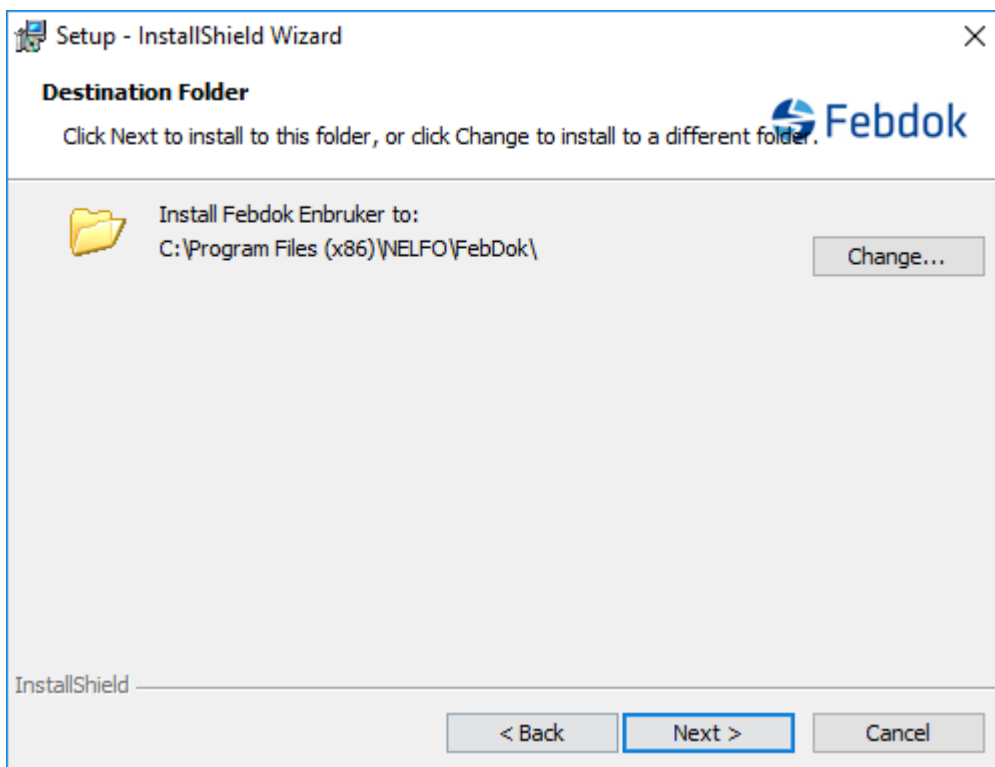 Setup - InstallShield Wizard
Destination Folder
Click Next to install to this folder, or click Change to install to a different folder.
Febdok
Install Febdok Enbruker to:
C:\Program Files (x86)\NELFO\FebDok\
Change...
InstallShield
< Back
Next >
Cancel